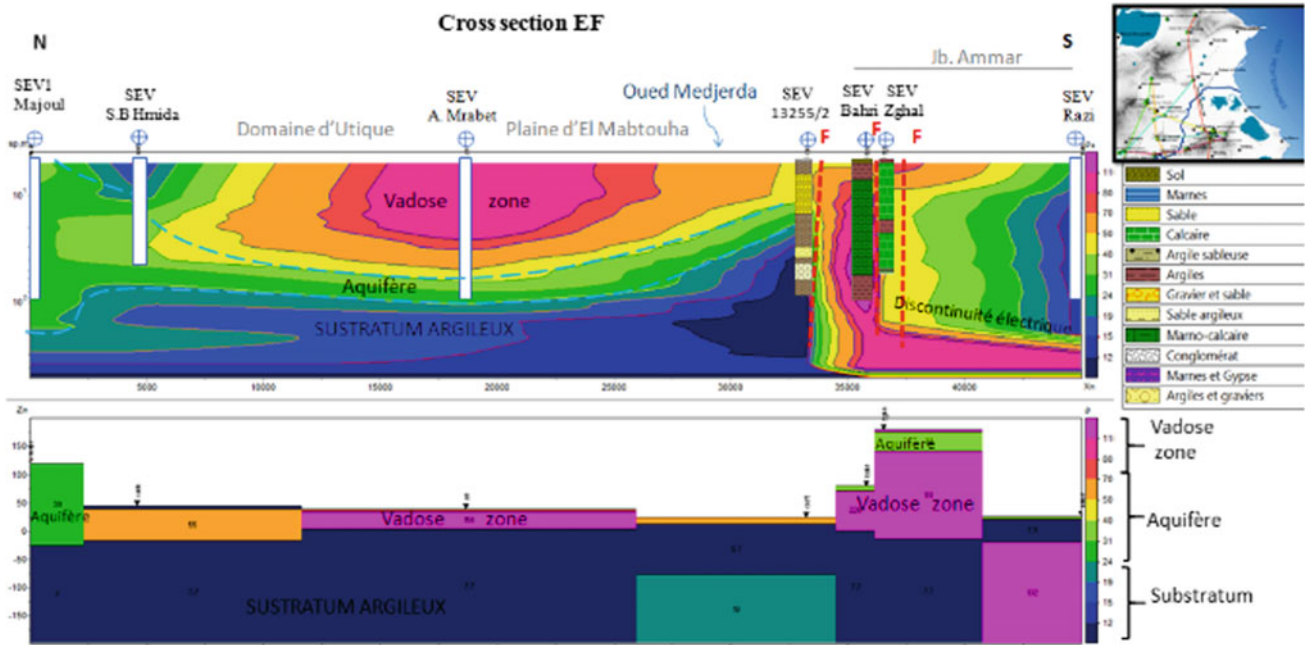 Cross section EF
N
S
Jb. Ammar
SEV1
Majoul
SEV
S.B Hmida
Domaine d'Utique
SEV
A. Mrabet
Plaine d'El Mabtouha
Oued Medjerda
SEV
13255/2
SEV
Bahri
SEV
Zghal
SEV
Razi
F
F
F
Vadose zone
Aquifère
SUSTRATUM ARGILEUX
Discontinuité électrique
5000
10000
15000
20000
25000
30000
35000
40000
Sol
Marnes
Sable
Calcaire
Argile sableuse
Argiles
Gravier et sable
Sable argileux
Marno-calcaire
Conglomérat
Marnes et Gypse
Argiles et graviers
150
100
50
0
-50
-100
-150
Aquifère
Vadose zone
Aquifère
Vadose zone
SUSTRATUM ARGILEUX
Vadose
zone
Aquifère
Substratum